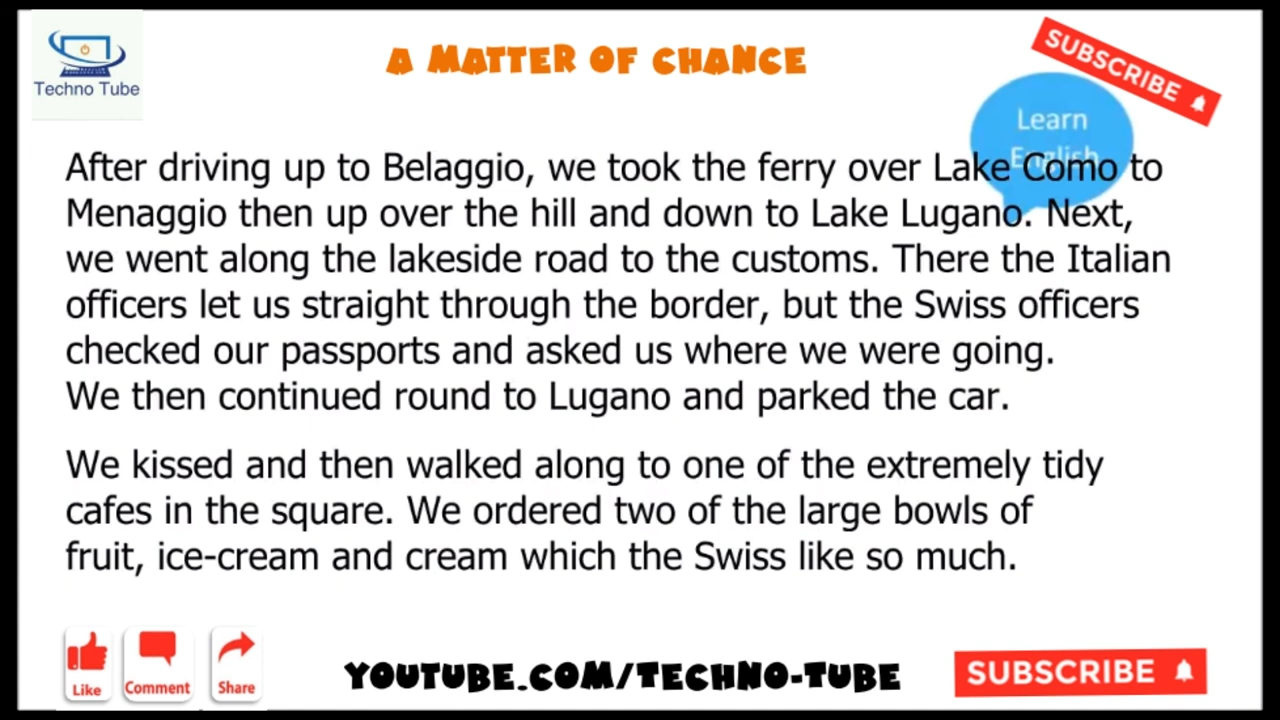 Techno Tube
A MATTER OF CHANCE
SUBSCRIBE
Learn
English
After driving up to Belaggio, we took the ferry over Lake Como to
Menaggio then up over the hill and down to Lake Lugano. Next,
we went along the lakeside road to the customs. There the Italian
officers let us straight through the border, but the Swiss officers
checked our passports and asked us where we were going.
We then continued round to Lugano and parked the car.
We kissed and then walked along to one of the extremely tidy
cafes in the square. We ordered two of the large bowls of
fruit, ice-cream and cream which the Swiss like so much.
Like
Comment
Share
YOUTUBE.COM/TECHNO-TUBE
SUBSCRIBE